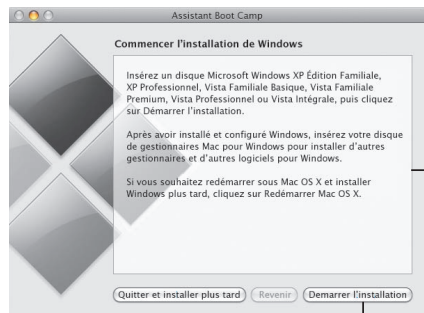 Assistant Boot Camp
Commencer l'installation de Windows
Insérez un disque Microsoft Windows XP Édition Familiale,
XP Professionnel, Vista Familiale Basique, Vista Familiale
Premium, Vista Professionnel ou Vista Intégrale, puis cliquez
sur Démarrer l'installation.
Après avoir installé et configuré Windows, insérez votre disque
de gestionnaires Mac pour Windows pour installer d'autres
gestionnaires et d'autres logiciels pour Windows.
Si vous souhaitez redémarrer sous Mac OS X et installer
Windows plus tard, cliquez sur Redémarrer Mac OS X.
Quitter et installer plus tard Revenir Demarrer l'installation